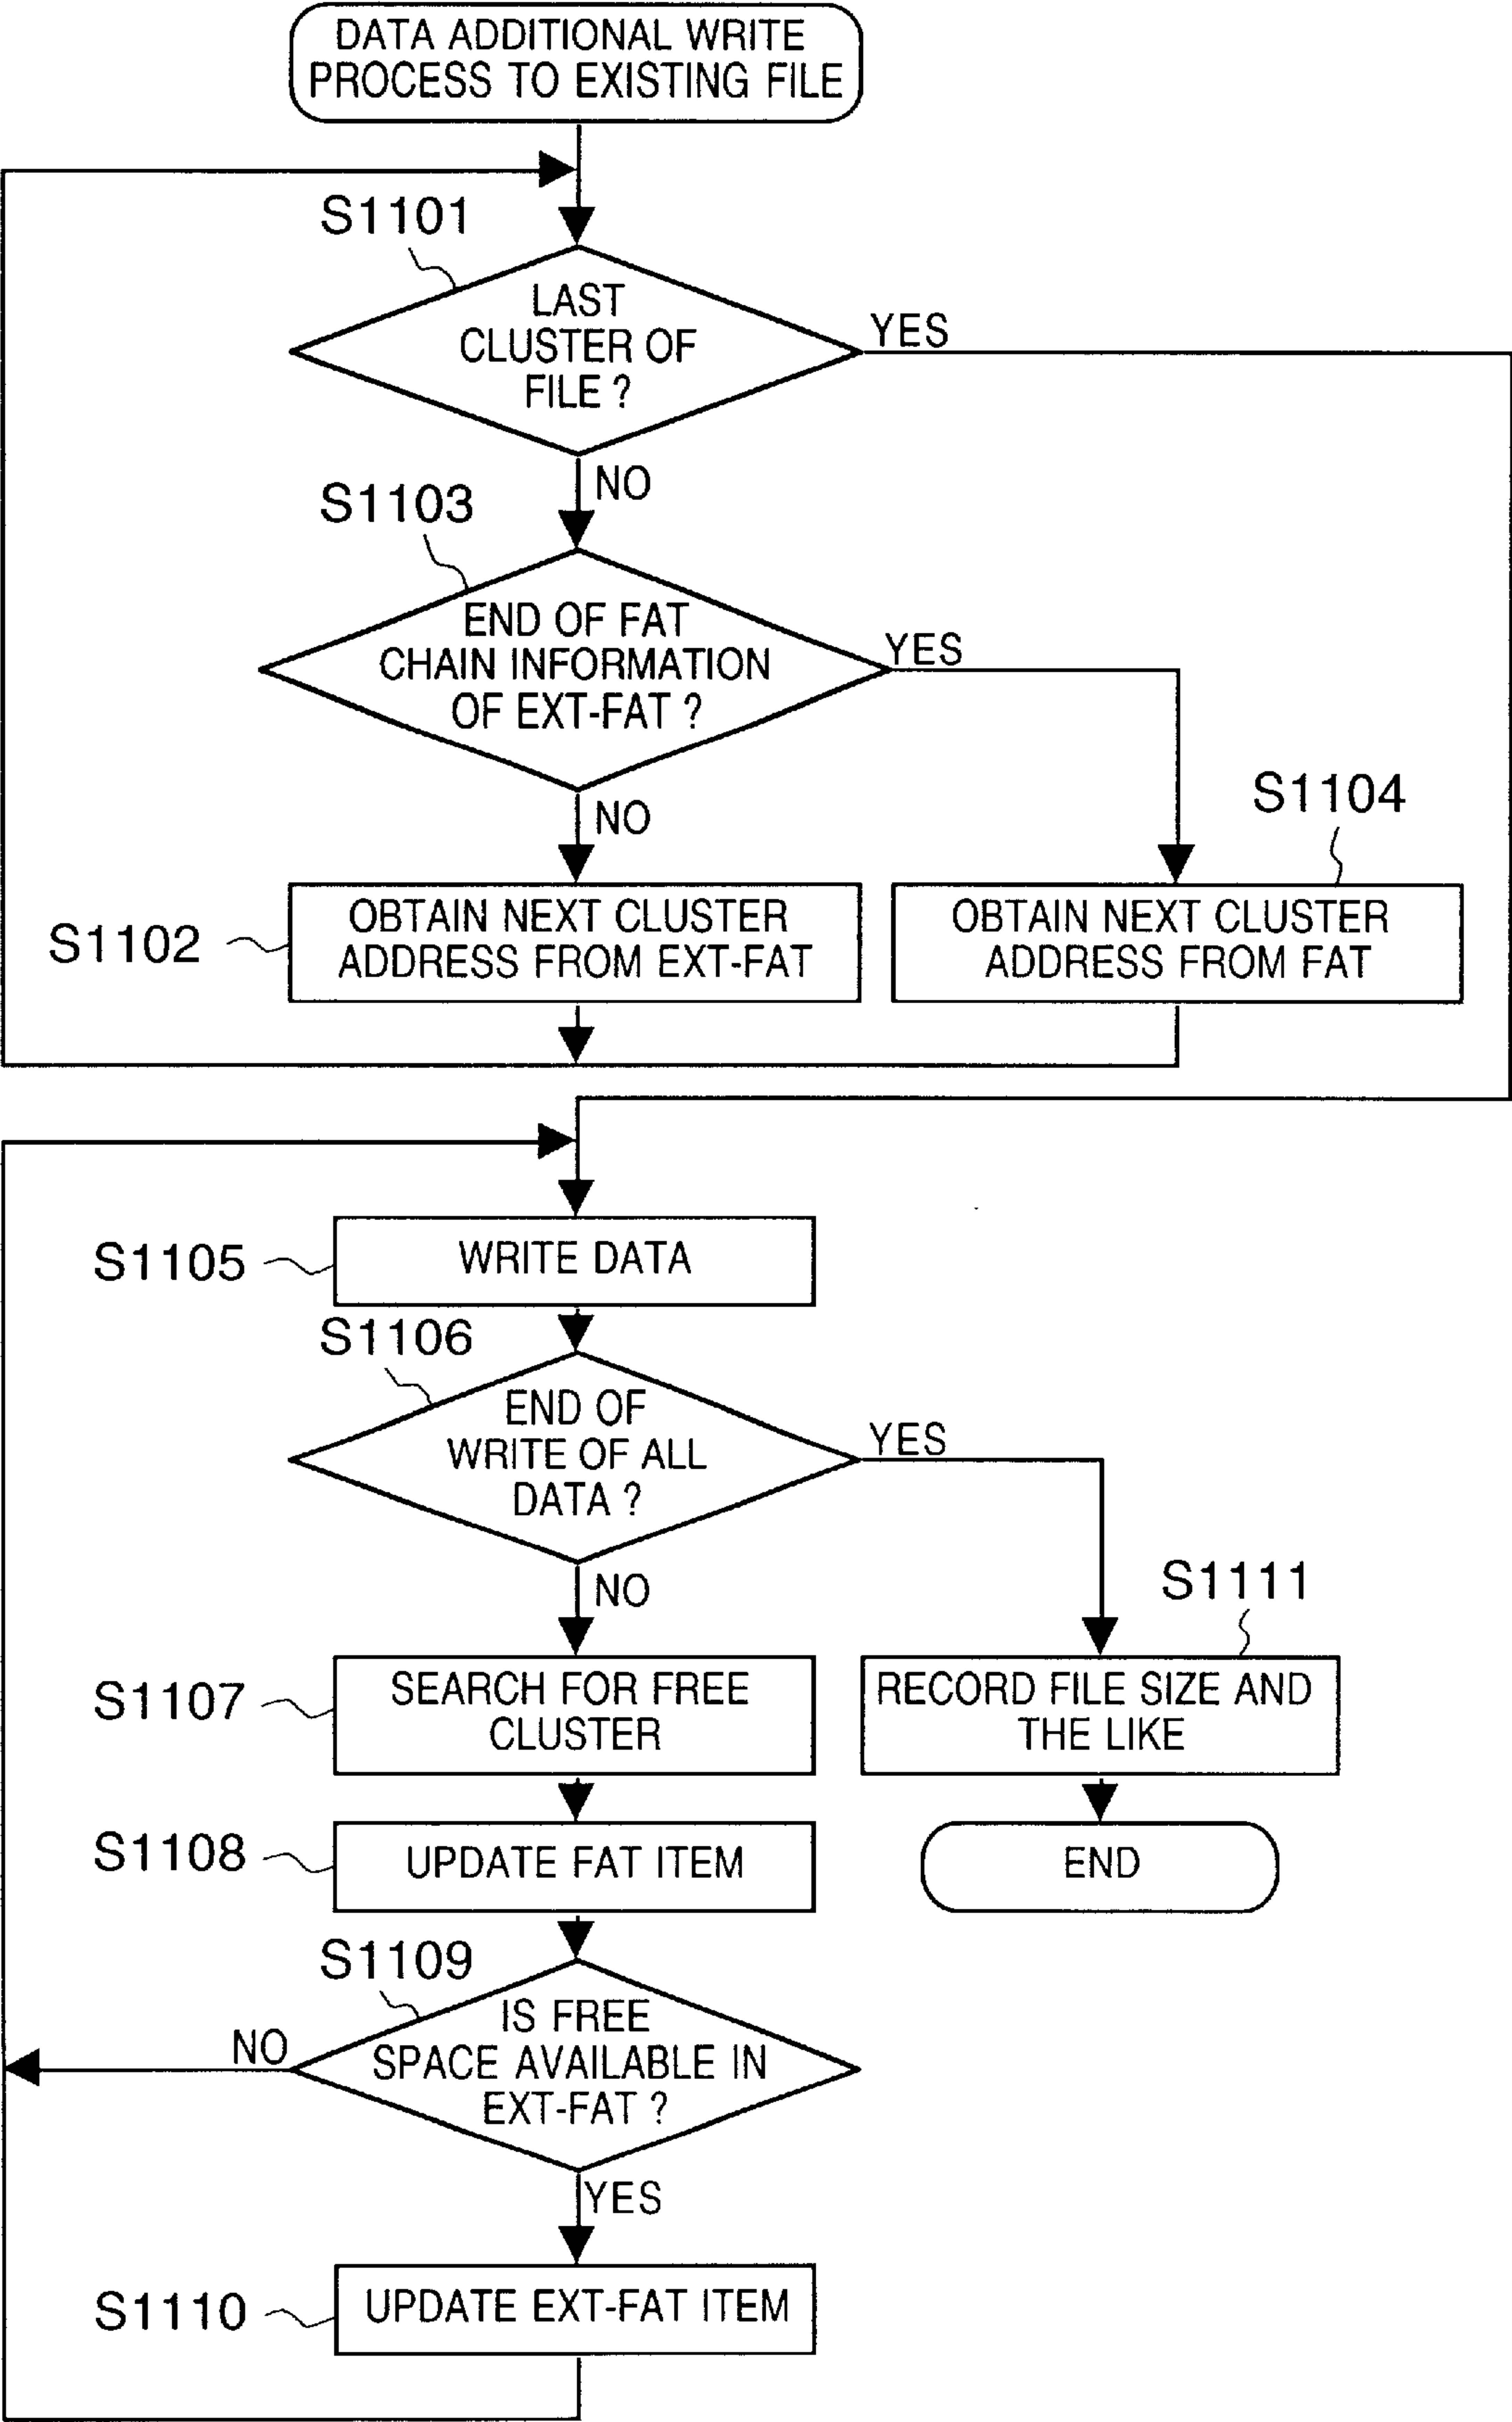 DATA ADDITIONAL WRITE
PROCESS TO EXISTING FILE
S1101
LAST
CLUSTER OF
FILE ?
YES
NO
S1103
END OF FAT
CHAIN INFORMATION
OF EXT-FAT ?
YES
NO
S1104
S1102
OBTAIN NEXT CLUSTER
ADDRESS FROM EXT-FAT
OBTAIN NEXT CLUSTER
ADDRESS FROM FAT
S1105
WRITE DATA
S1106
END OF
WRITE OF ALL
DATA ?
YES
NO
S1111
S1107
SEARCH FOR FREE
CLUSTER
RECORD FILE SIZE AND
THE LIKE
S1108
UPDATE FAT ITEM
END
S1109
IS FREE
SPACE AVAILABLE IN
EXT-FAT ?
NO
YES
S1110
UPDATE EXT-FAT ITEM